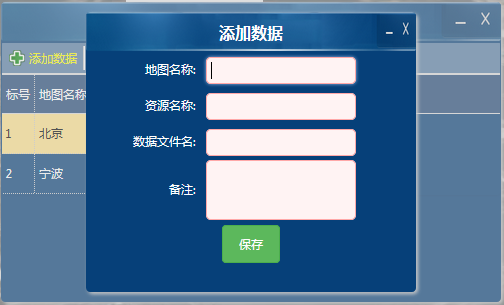 添加数据
添加数据
标号 地图名称
1 北京
2 宁波
地图名称:
资源名称:
数据文件名:
备注:
保存